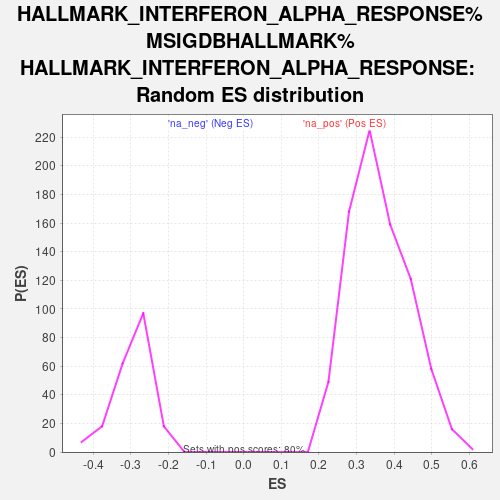 HALLMARK_INTERFERON_ALPHA_RESPONSE%
MSIGDBHALLMARK%
HALLMARK_INTERFERON_ALPHA_RESPONSE:
Random ES distribution
'na_neg' (Neg ES) 'na_pos' (Pos ES)
220
200
180
160
140
120
100
80
60
40
20
0
P(ES)
Sets with pos scores: 80%
-0.4 -0.3 -0.2 -0.1 0.0 0.1 0.2 0.3 0.4 0.5 0.6
ES